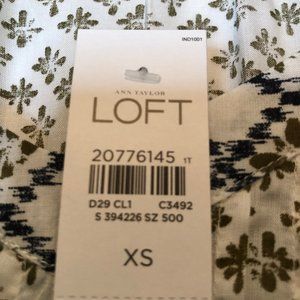 IND1001
ANN TAYLOR
LOFT
20776145 1T
D29 CL1 C3492
S 394226 SZ 500
XS